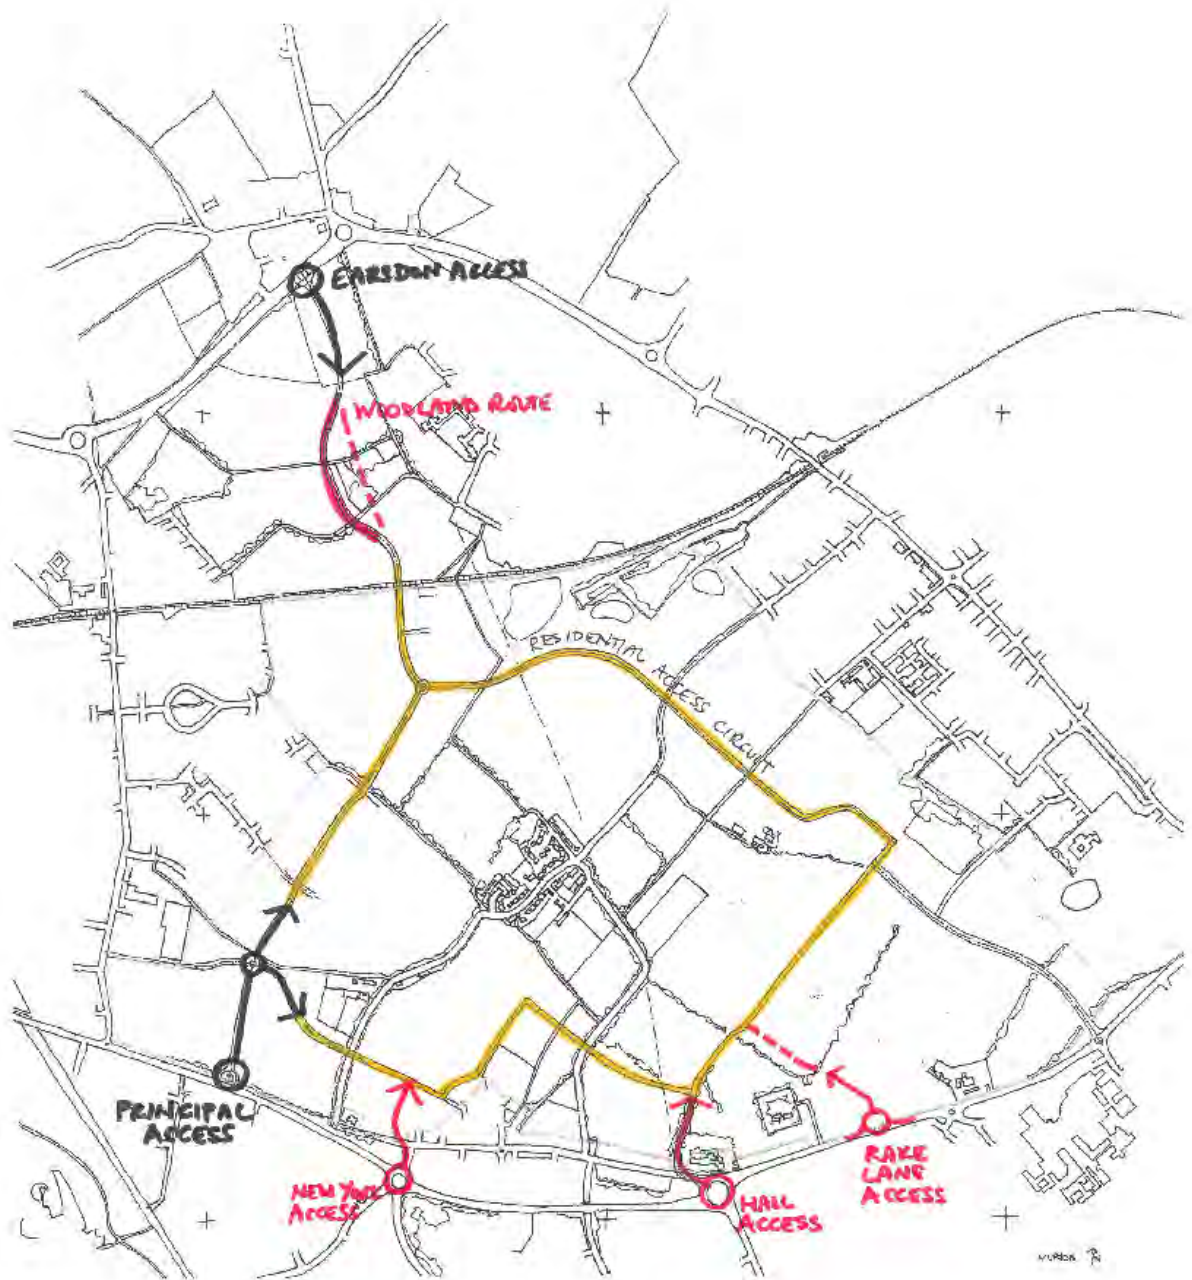 EARSDON ACCESS
WOODLAND ROUTE
RESIDENTIAL ACCESS CIRCUIT
PRINCIPAL
ACCESS
NEW YORK
ACCESS
HALL
ACCESS
RAKE
LANE
ACCESS